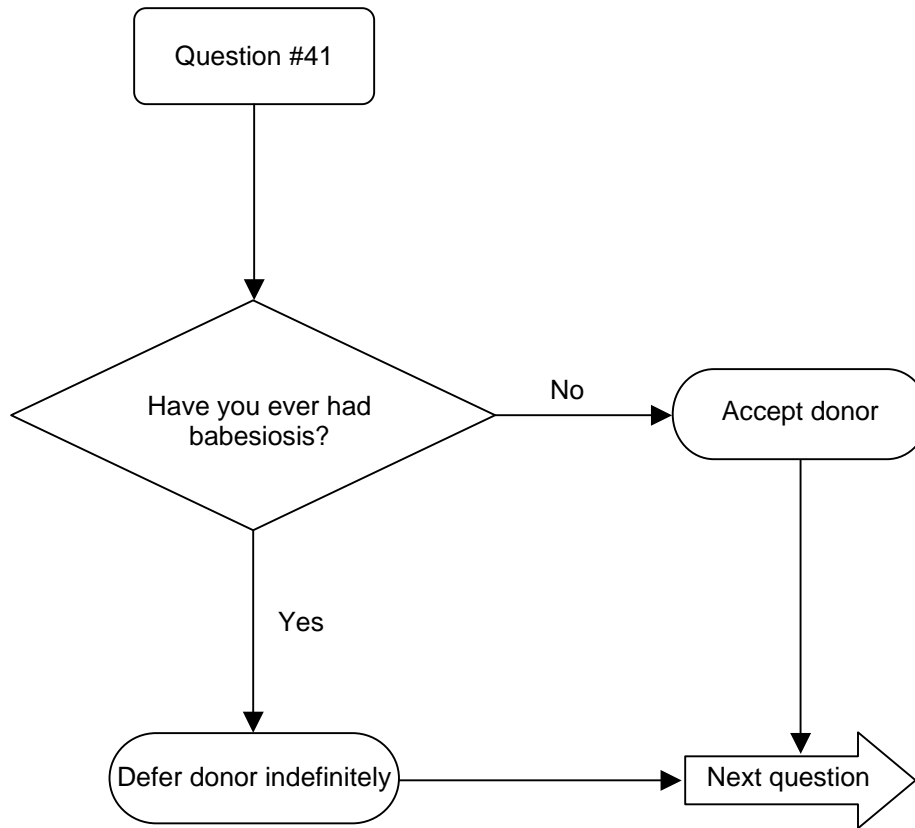 Question #41
Have you ever had
babesiosis?
No
Accept donor
Yes
Defer donor indefinitely
Next question